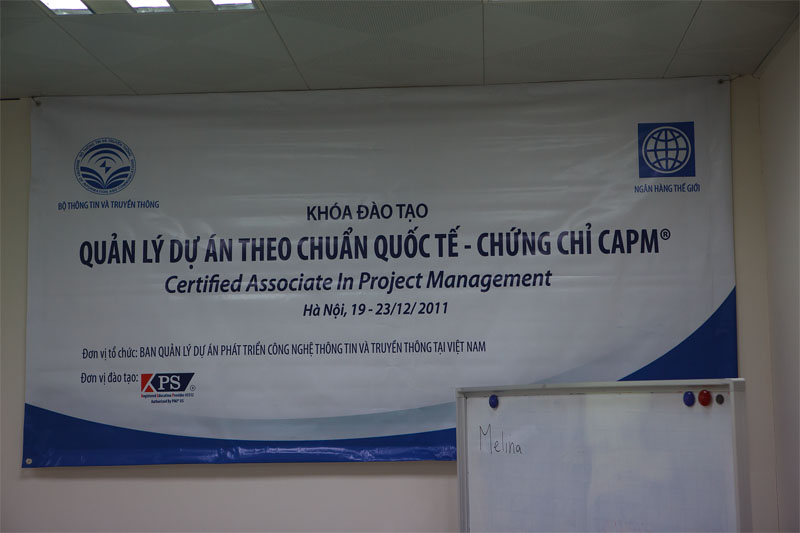 BỘ THÔNG TIN VÀ TRUYỀN THÔNG
NGÂN HÀNG THẾ GIỚI
KHÓA ĐÀO TẠO
QUẢN LÝ DỰ ÁN THEO CHUẨN QUỐC TẾ - CHỨNG CHỈ CAPM®
Certified Associate In Project Management
Hà Nội, 19 - 23/12/ 2011
Đơn vị tổ chức: BAN QUẢN LÝ DỰ ÁN PHÁT TRIỂN CÔNG NGHỆ THÔNG TIN VÀ TRUYỀN THÔNG TẠI VIỆT NAM
Đơn vị đào tạo: KPS ®
Melina